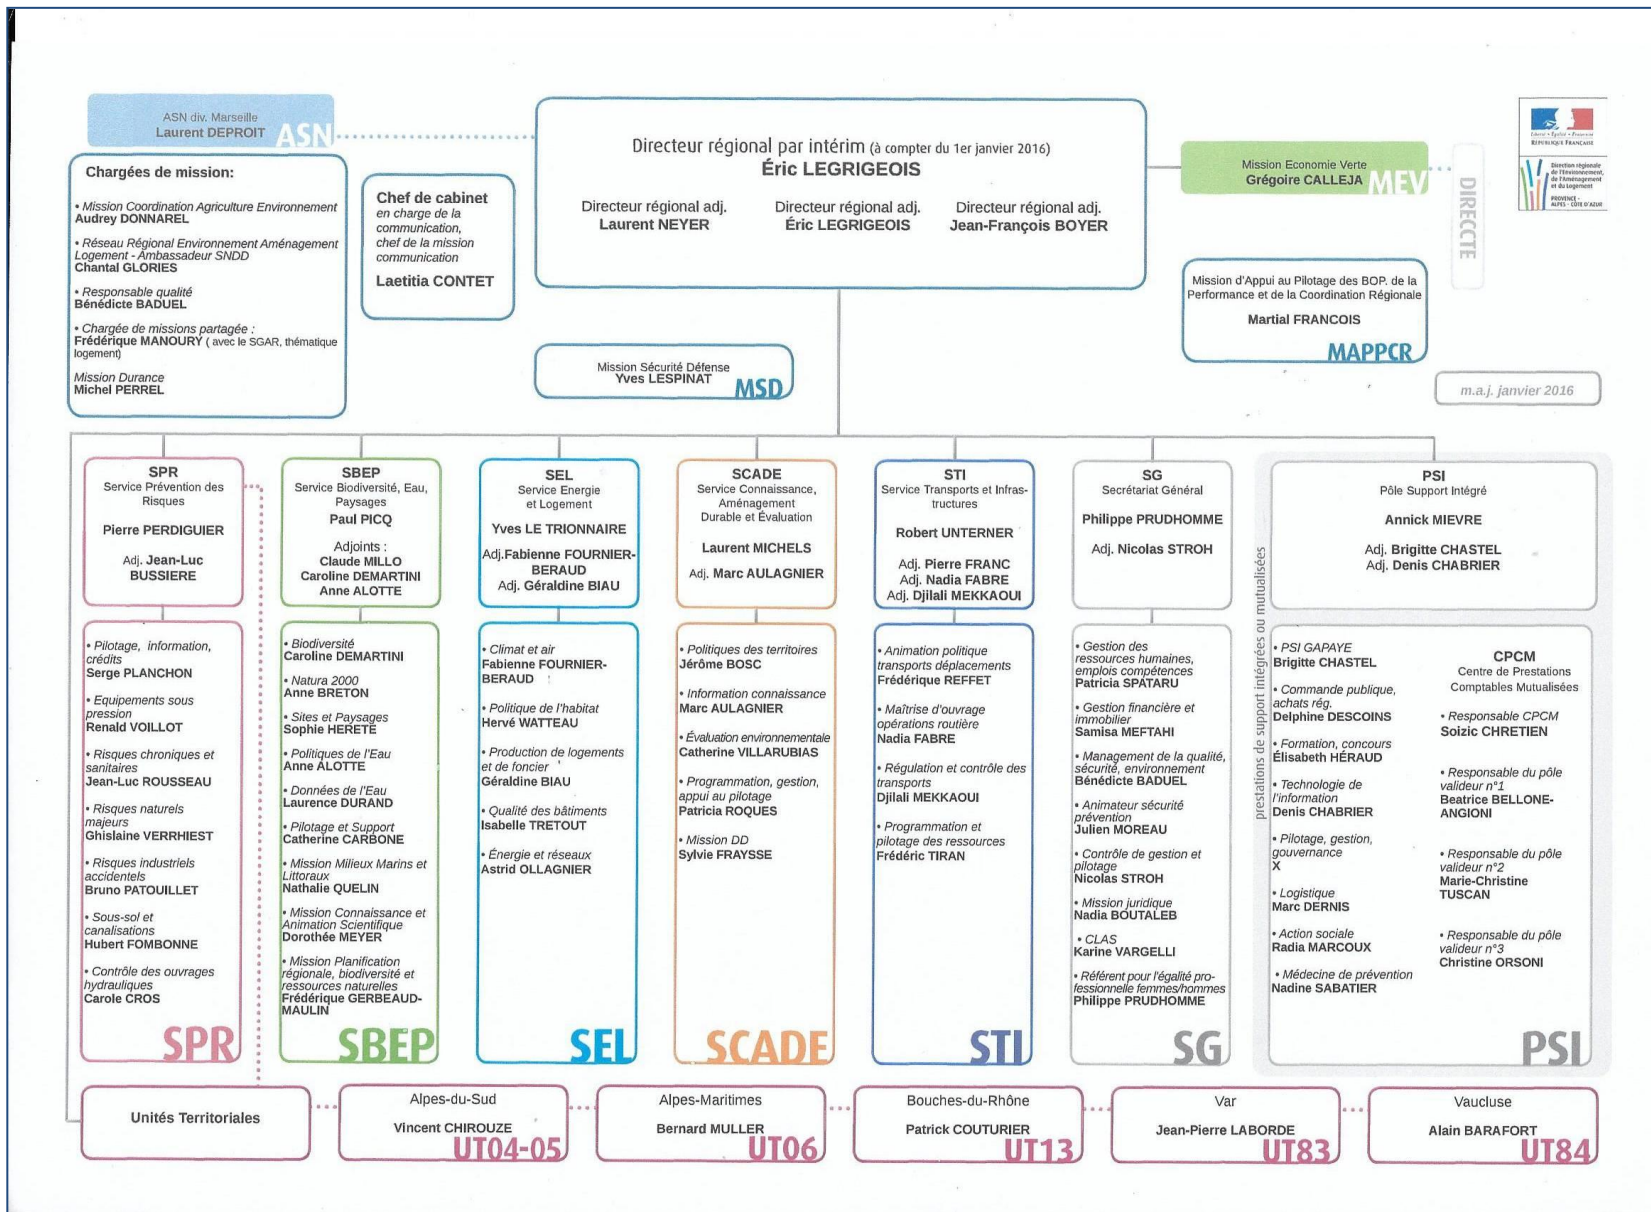 ASN div. Marseille
Laurent DEPROIT
ASN
Chargées de mission:
• Mission Coordination Agriculture Environnement
Audrey DONNAREL
• Réseau Régional Environnement Aménagement
Logement - Ambassadeur SNDD
Chantal GLORIES
• Responsable qualité
Bénédicte BADUEL
• Chargée de missions partagée :
Frédérique MANOURY ( avec le SGAR, thématique
logement)
Mission Durance
Michel PERREL
Chef de cabinet
en charge de la
communication,
chef de la mission
communication
Laetitia CONTET
Directeur régional par intérim (à compter du 1er janvier 2016)
Éric LEGRIGEOIS
Directeur régional adj.
Laurent NEYER
Directeur régional adj.
Éric LEGRIGEOIS
Directeur régional adj.
Jean-François BOYER
Mission Sécurité Défense
Yves LESPINAT
MSD
Mission Economie Verte
Grégoire CALLEJA
MEV
DIRECCTE
Mission d'Appui au Pilotage des BOP. de la
Performance et de la Coordination Régionale
Martial FRANCOIS
MAPPCR
Liberté • Égalité • Fraternité
RÉPUBLIQUE FRANÇAISE
Direction régionale
de l'Environnement,
de l'Aménagement
et du Logement
PROVENCE -
ALPES - CÔTE D'AZUR
m.a.j. janvier 2016
SPR
Service Prévention des
Risques
Pierre PERDIGUIER
Adj. Jean-Luc
BUSSIERE
• Pilotage, information,
crédits
Serge PLANCHON
• Equipements sous
pression
Renald VOILLOT
• Risques chroniques et
sanitaires
Jean-Luc ROUSSEAU
• Risques naturels
majeurs
Ghislaine VERRHIEST
• Risques industriels
accidentels
Bruno PATOUILLET
• Sous-sol et
canalisations
Hubert FOMBONNE
• Contrôle des ouvrages
hydrauliques
Carole CROS
SPR
SBEP
Service Biodiversité, Eau,
Paysages
Paul PICQ
Adjoints :
Claude MILLO
Caroline DEMARTINI
Anne ALOTTE
• Biodiversité
Caroline DEMARTINI
• Natura 2000
Anne BRETON
• Sites et Paysages
Sophie HERETE
• Politiques de l'Eau
Anne ALOTTE
• Données de l'Eau
Laurence DURAND
• Pilotage et Support
Catherine CARBONE
• Mission Milieux Marins et
Littoraux
Nathalie QUELIN
• Mission Connaissance et
Animation Scientifique
Dorothée MEYER
• Mission Planification
régionale, biodiversité et
ressources naturelles
Frédérique GERBEAUD-
MAULIN
SBEP
SEL
Service Energie
et Logement
Yves LE TRIONNAIRE
Adj.Fabienne FOURNIER-
BERAUD
Adj. Géraldine BIAU
• Climat et air
Fabienne FOURNIER-
BERAUD
• Politique de l'habitat
Hervé WATTEAU
• Production de logements
et de foncier
Géraldine BIAU
• Qualité des bâtiments
Isabelle TRETOUT
• Énergie et réseaux
Astrid OLLAGNIER
SEL
SCADE
Service Connaissance,
Aménagement
Durable et Évaluation
Laurent MICHELS
Adj. Marc AULAGNIER
• Politiques des territoires
Jérôme BOSC
• Information connaissance
Marc AULAGNIER
• Évaluation environnementale
Catherine VILLARUBIAS
• Programmation, gestion,
appui au pilotage
Patricia ROQUES
• Mission DD
Sylvie FRAYSSE
SCADE
STI
Service Transports et Infras-
tructures
Robert UNTERNER
Adj. Pierre FRANC
Adj. Nadia FABRE
Adj. Djilali MEKKAOUI
• Animation politique
transports déplacements
Frédérique REFFET
• Maîtrise d'ouvrage
opérations routière
Nadia FABRE
• Régulation et contrôle des
transports
Djilali MEKKAOUI
• Programmation et
pilotage des ressources
Frédéric TIRAN
STI
SG
Secrétariat Général
Philippe PRUDHOMME
Adj. Nicolas STROH
• Gestion des
ressources humaines,
emplois compétences
Patricia SPATARU
• Gestion financière et
immobilier
Samisa MEFTAHI
• Management de la qualité,
sécurité, environnement
Bénédicte BADUEL
• Animateur sécurité
prévention
Julien MOREAU
• Contrôle de gestion et
pilotage
Nicolas STROH
• Mission juridique
Nadia BOUTALEB
• CLAS
Karine VARGELLI
• Référent pour l'égalité pro-
fessionnelle femmes/hommes
Philippe PRUDHOMME
SG
prestations de support intégrées ou mutualisées
PSI
Pôle Support Intégré
Annick MIEVRE
Adj. Brigitte CHASTEL
Adj. Denis CHABRIER
• PSI GAPAYE
Brigitte CHASTEL
• Commande publique,
achats rég.
Delphine DESCOINS
• Formation, concours
Élisabeth HÉRAUD
• Technologie de
l'information
Denis CHABRIER
• Pilotage, gestion,
gouvernance
X
• Logistique
Marc DERNIS
• Action sociale
Radia MARCOUX
• Médecine de prévention
Nadine SABATIER
CPCM
Centre de Prestations
Comptables Mutualisées
• Responsable CPCM
Soizic CHRETIEN
• Responsable du pôle
valideur n°1
Beatrice BELLONE-
ANGIONI
• Responsable du pôle
valideur n°2
Marie-Christine
TUSCAN
• Responsable du pôle
valideur n°3
Christine ORSONI
PSI
Unités Territoriales
Alpes-du-Sud
Vincent CHIROUZE
UT04-05
Alpes-Maritimes
Bernard MULLER
UT06
Bouches-du-Rhône
Patrick COUTURIER
UT13
Var
Jean-Pierre LABORDE
UT83
Vaucluse
Alain BARAFORT
UT84